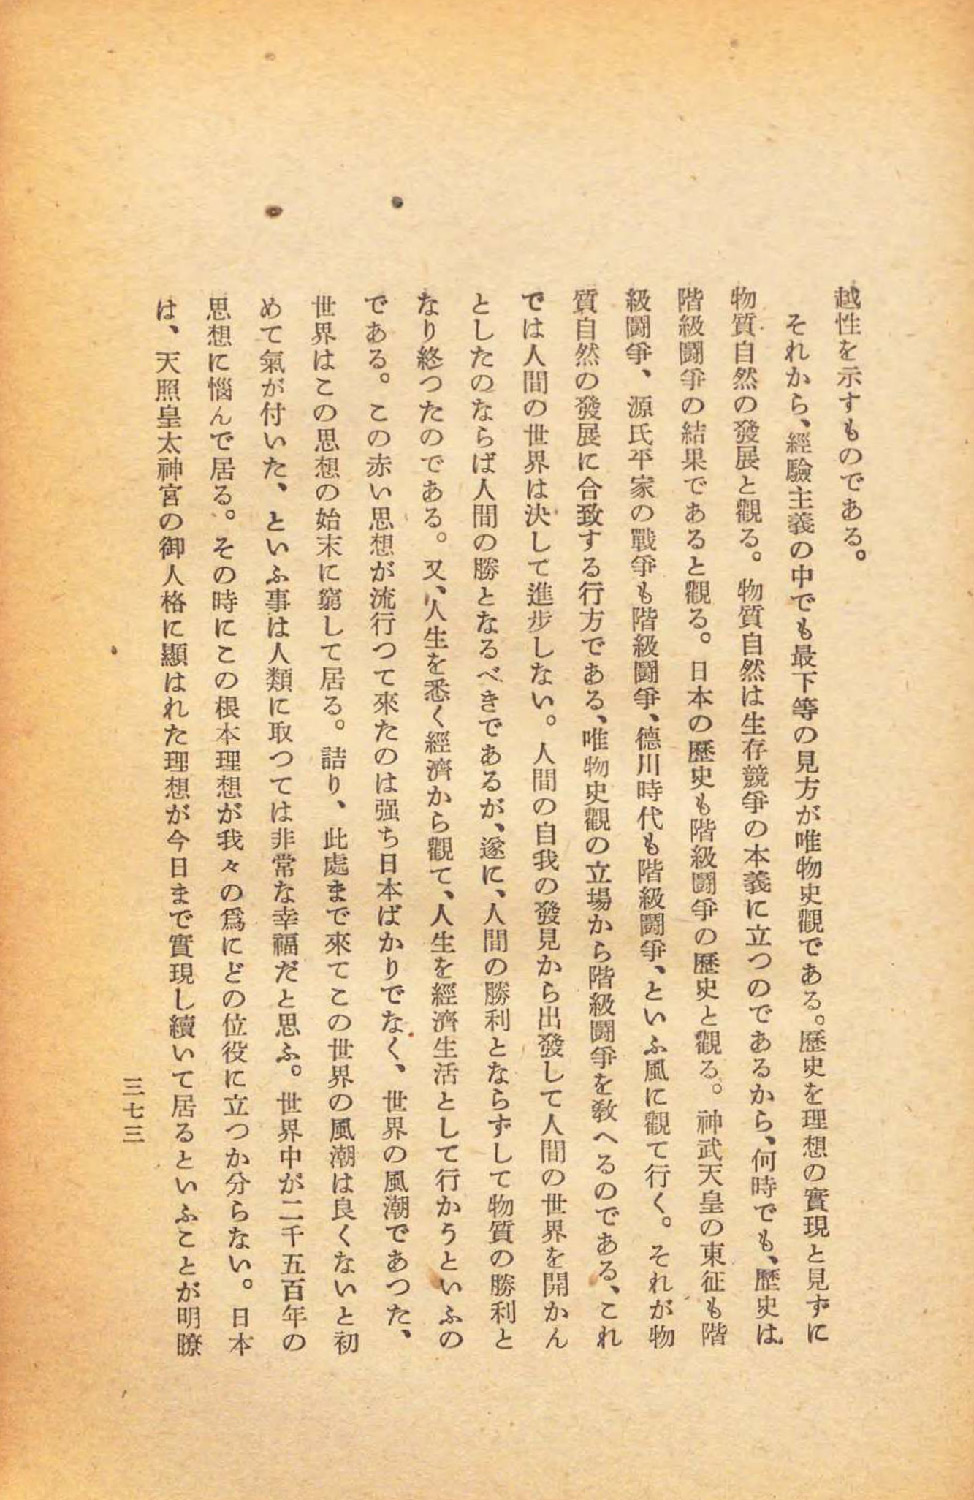 越性を示すものである。
それから、經驗主義の中でも最下等の見方が唯物史觀である。歷史を理想の實現と見ずに
物質自然の發展と觀る。物質自然は生存競爭の本義に立つのであるから、何時でも、歷史は
階級鬪爭の結果であると觀る。日本の歷史も階級鬪爭の歷史と觀る。神武天皇の東征も階
級鬪爭、源氏平家の戰爭も階級鬪爭、德川時代も階級鬪爭、といふ風に觀て行く。それが物
質自然の發展に合致する行方である、唯物史觀の立場から階級鬪爭を敎へるのである、これ
では人間の世界は決して進步しない。人間の自我の發見から出發して人間の世界を開かん
としたのならば人間の勝となるべきであるが、遂に、人間の勝利とならずして物質の勝利と
なり終つたのである。又、人生を悉く經濟から觀て、人生を經濟生活として行かうといふの
である。この赤い思想が流行つて來たのは强ち日本ばかりでなく、世界の風潮であつた、
世界はこの思想の始末に窮して居る。詰り、此處まで來てこの世界の風潮は良くないと初
めて氣が付いた、といふ事は人類に取つては非常な幸福だと思ふ。世界中が二千五百年の
思想に惱んで居る。その時にこの根本理想が我々の爲にどの位役に立つか分らない。日本
は、天照皇太神宮の御人格に顯はれた理想が今日まで實現し續いて居るといふことが明瞭
三七三